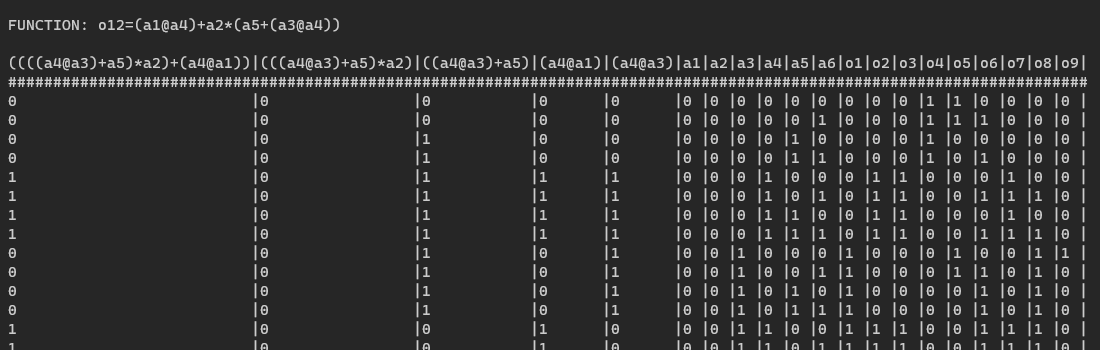 FUNCTION: o12=(a1@a4)+a2*(a5+(a3@a4))
((((a4@a3)+a5)*a2)+(a4@a1))|(((a4@a3)+a5)*a2)|((a4@a3)+a5)|(a4@a1)|(a4@a3)|a1|a2|a3|a4|a5|a6|o1|o2|o3|o4|o5|o6|o7|o8|o9|
########################################################################################################################
0 |0 |0 |0 |0 |0 |0 |0 |0 |0 |0 |0 |0 |0 |1 |1 |0 |0 |0 |0 |
0 |0 |0 |0 |0 |0 |0 |0 |0 |0 |1 |0 |0 |0 |1 |1 |1 |0 |0 |0 |
0 |0 |1 |0 |0 |0 |0 |0 |0 |1 |0 |0 |0 |0 |1 |0 |0 |0 |0 |0 |
0 |0 |1 |0 |0 |0 |0 |0 |0 |1 |1 |0 |0 |0 |1 |0 |0 |0 |0 |0 |
1 |0 |1 |1 |1 |0 |0 |0 |1 |0 |0 |0 |1 |1 |0 |0 |0 |1 |0 |0 |
1 |0 |1 |1 |1 |0 |0 |0 |1 |0 |1 |0 |1 |1 |0 |0 |1 |1 |1 |0 |
1 |0 |1 |1 |1 |0 |0 |0 |1 |1 |0 |0 |1 |1 |0 |0 |0 |1 |0 |0 |
1 |0 |1 |1 |1 |0 |0 |0 |1 |1 |1 |0 |1 |1 |0 |0 |1 |1 |1 |0 |
0 |0 |1 |0 |1 |0 |0 |1 |0 |0 |0 |1 |0 |0 |0 |1 |0 |0 |1 |1 |
0 |0 |1 |0 |1 |0 |0 |1 |0 |0 |1 |1 |0 |0 |0 |0 |1 |0 |1 |0 |
0 |0 |1 |0 |1 |0 |0 |1 |0 |1 |0 |1 |0 |0 |0 |0 |0 |0 |1 |0 |
0 |0 |1 |0 |1 |0 |0 |1 |0 |1 |1 |1 |0 |0 |0 |0 |1 |0 |1 |0 |
1 |0 |0 |1 |0 |0 |0 |1 |1 |0 |0 |1 |1 |1 |0 |0 |0 |1 |1 |0 |
1 |0 |0 |1 |0 |0 |0 |1 |1 |0 |1 |1 |1 |1 |0 |0 |1 |1 |1 |0 |